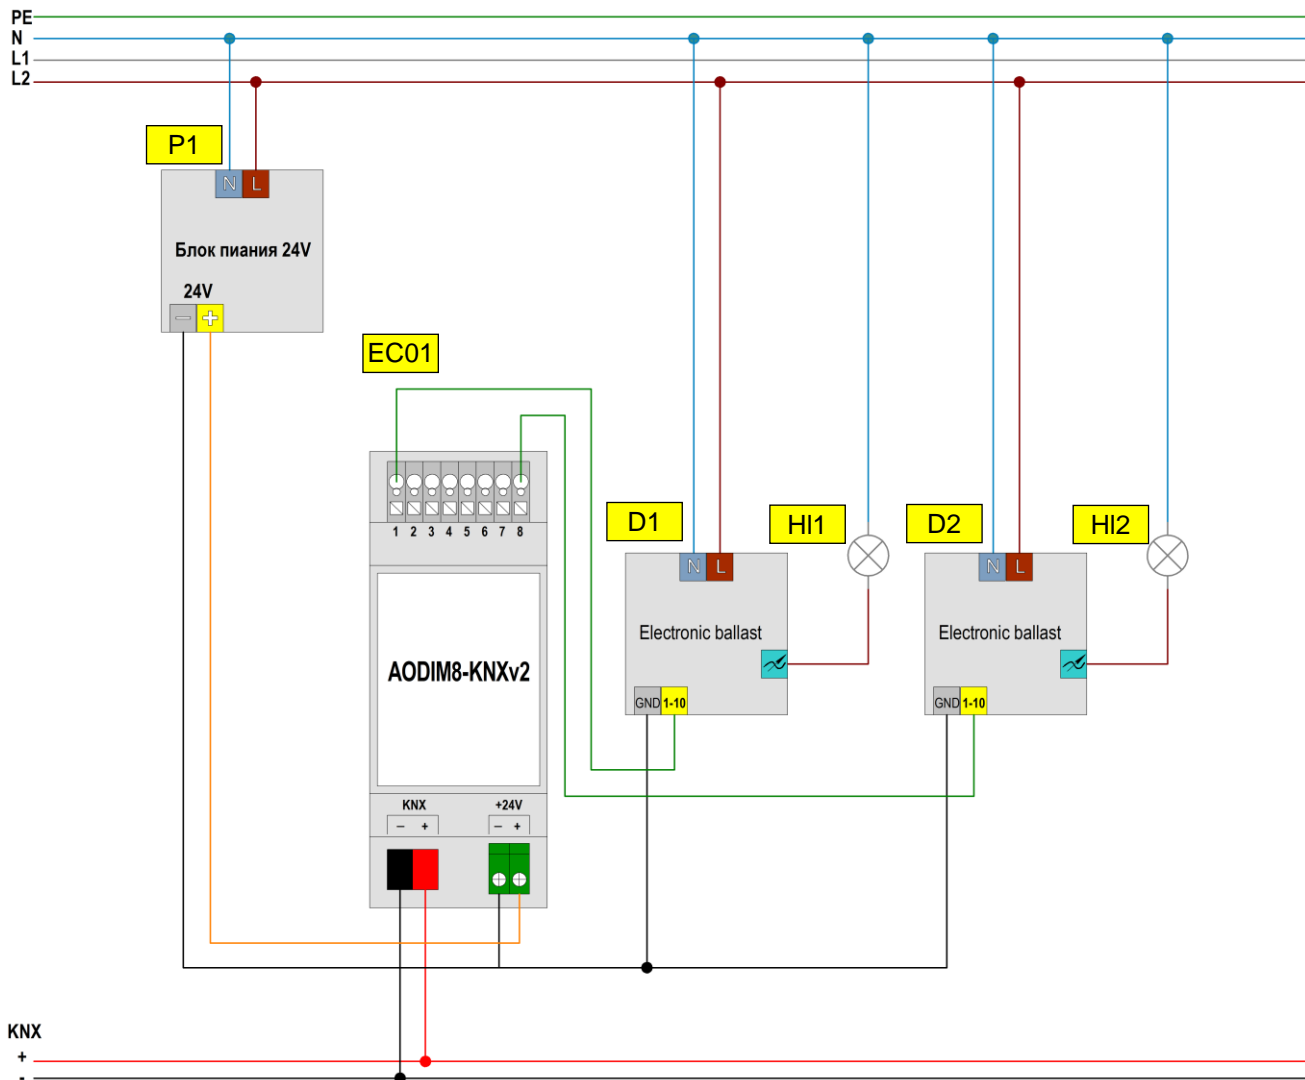 PE
N
L1
L2
P1
N L
Блок пиания 24V
24V
− +
EC01
1 2 3 4 5 6 7 8
AODIM8-KNXv2
KNX +24V
− + − +
D1
Hl1
N L
Electronic ballast
GND 1-10
D2
Hl2
N L
Electronic ballast
GND 1-10
KNX
+
-